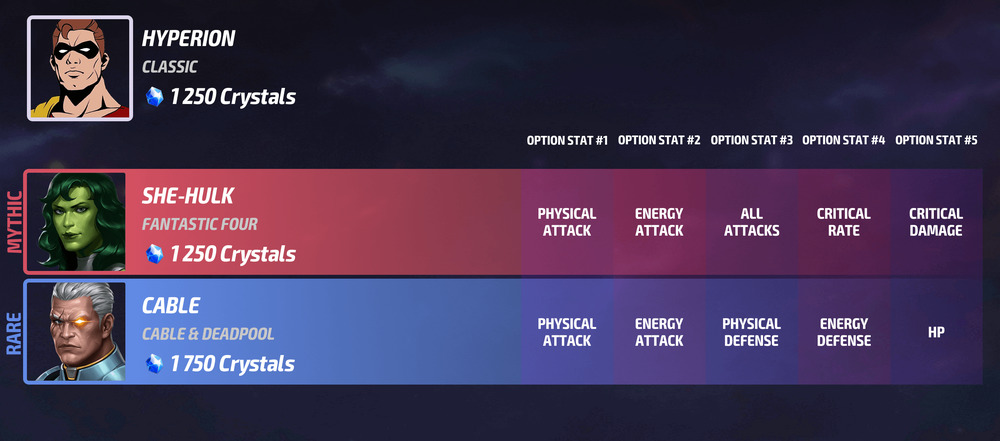 HYPERION
CLASSIC
1 250 Crystals
OPTION STAT #1 OPTION STAT #2 OPTION STAT #3 OPTION STAT #4 OPTION STAT #5
MYTHIC
SHE-HULK
FANTASTIC FOUR
1 250 Crystals
PHYSICAL
ATTACK
ENERGY
ATTACK
ALL
ATTACKS
CRITICAL
RATE
CRITICAL
DAMAGE
RARE
CABLE
CABLE & DEADPOOL
1 750 Crystals
PHYSICAL
ATTACK
ENERGY
ATTACK
PHYSICAL
DEFENSE
ENERGY
DEFENSE
HP